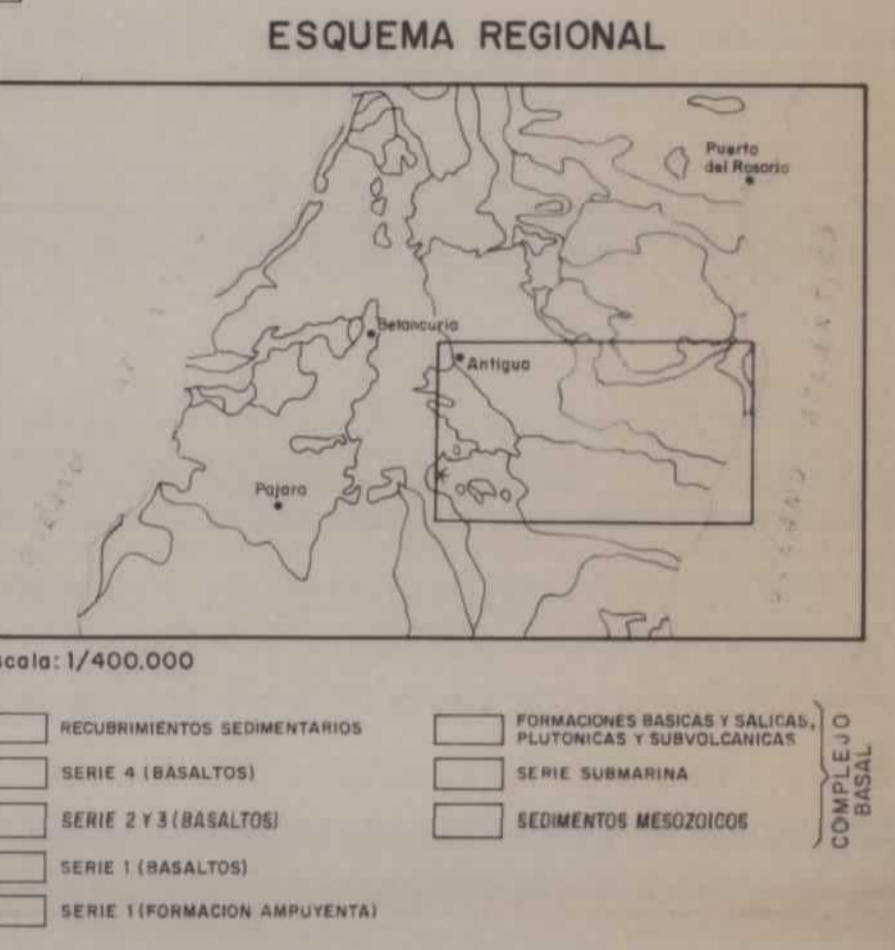 ESQUEMA REGIONAL
Puerto
del Rosario
Betancuria
Antigua
Pajara
scala: 1/400.000
RECUBRIMIENTOS SEDIMENTARIOS
SERIE 4 (BASALTOS)
SERIE 2 Y 3 (BASALTOS)
SERIE 1 (BASALTOS)
SERIE 1 (FORMACION AMPUYENTA)
FORMACIONES BASICAS Y SALICAS,
PLUTONICAS Y SUBVOLCANICAS
SERIE SUBMARINA
SEDIMENTOS MESOZOICOS
COMPLEJO
BASAL
OCEANO ATLANTICO